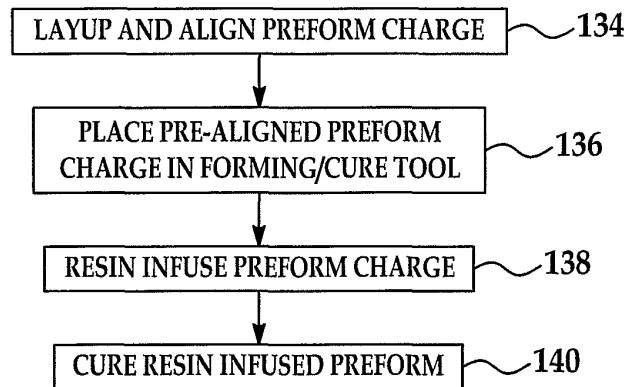 LAYUP AND ALIGN PREFORM CHARGE 134
PLACE PRE-ALIGNED PREFORM
CHARGE IN FORMING/CURE TOOL 136
RESIN INFUSE PREFORM CHARGE 138
CURE RESIN INFUSED PREFORM 140